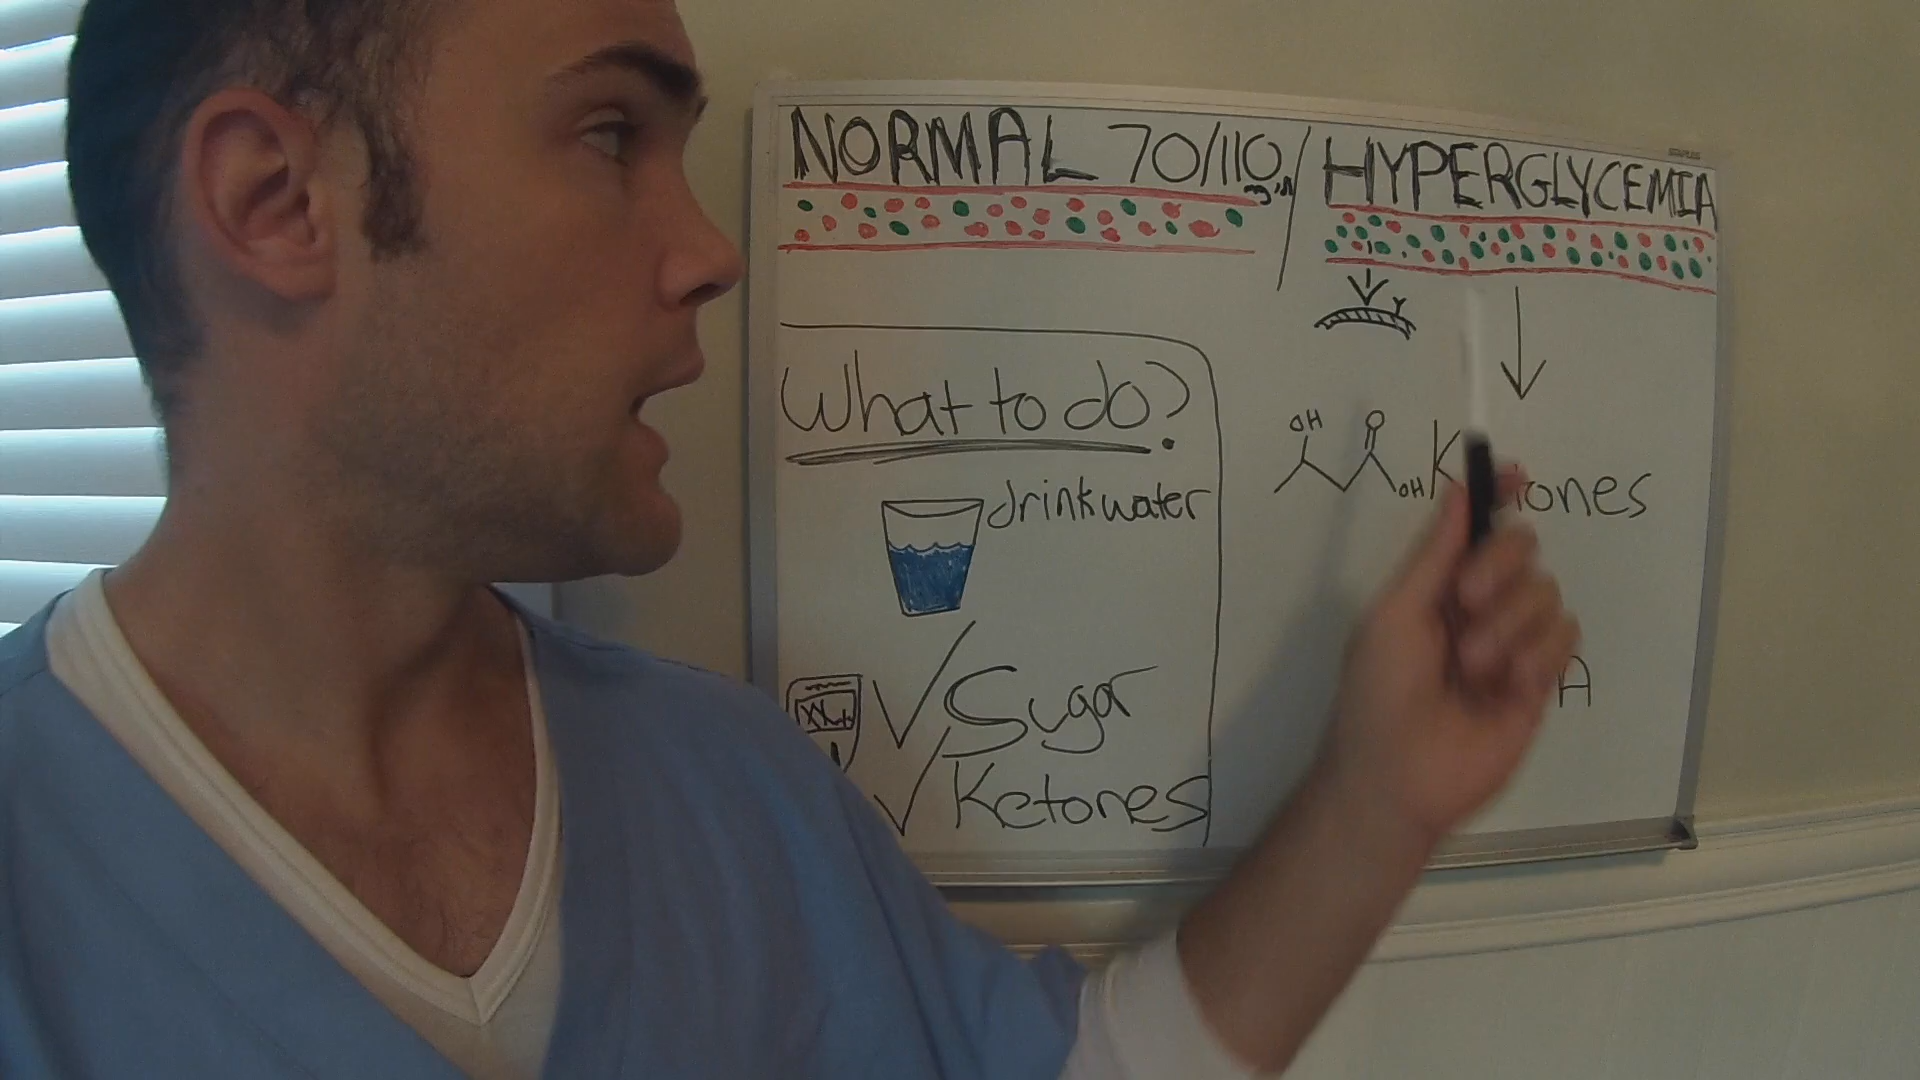 NORMAL 70/110 / HYPERGLYCEMIA
What to do?
OH
OH
drink water
Sugar
Ketones